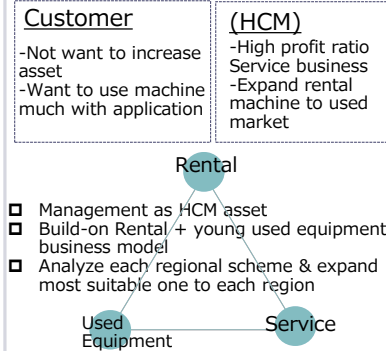 Customer
-Not want to increase
asset
-Want to use machine
much with application
(HCM)
-High profit ratio
Service business
-Expand rental
machine to used
market
Rental
Management as HCM asset
Build-on Rental + young used equipment
business model
Analyze each regional scheme & expand
most suitable one to each region
Used
Equipment
Service